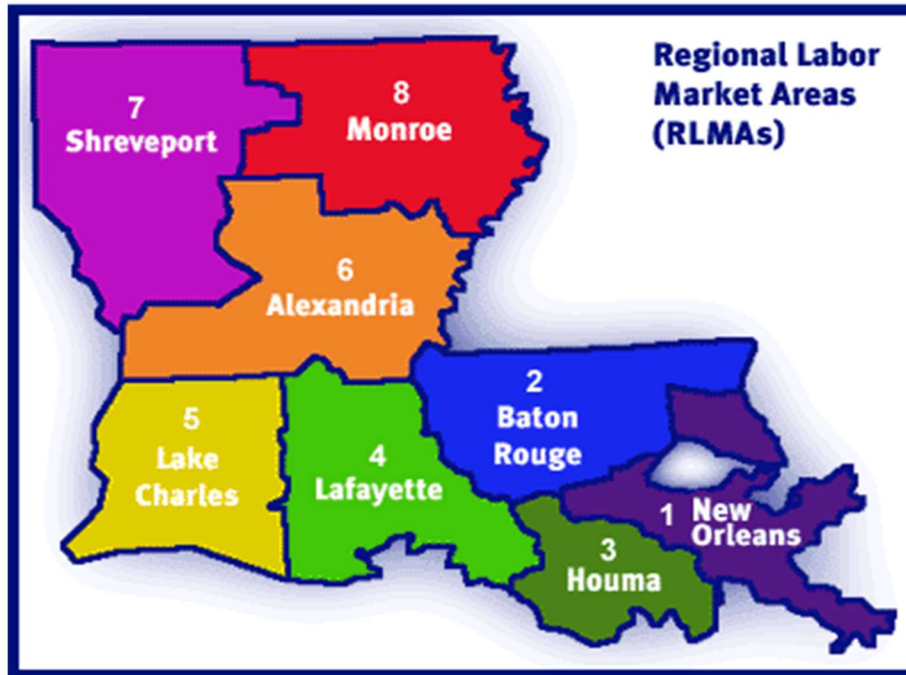 Regional Labor
Market Areas
(RLMAs)
7
Shreveport
8
Monroe
6
Alexandria
5
Lake
Charles
4
Lafayette
2
Baton
Rouge
1 New
Orleans
3
Houma